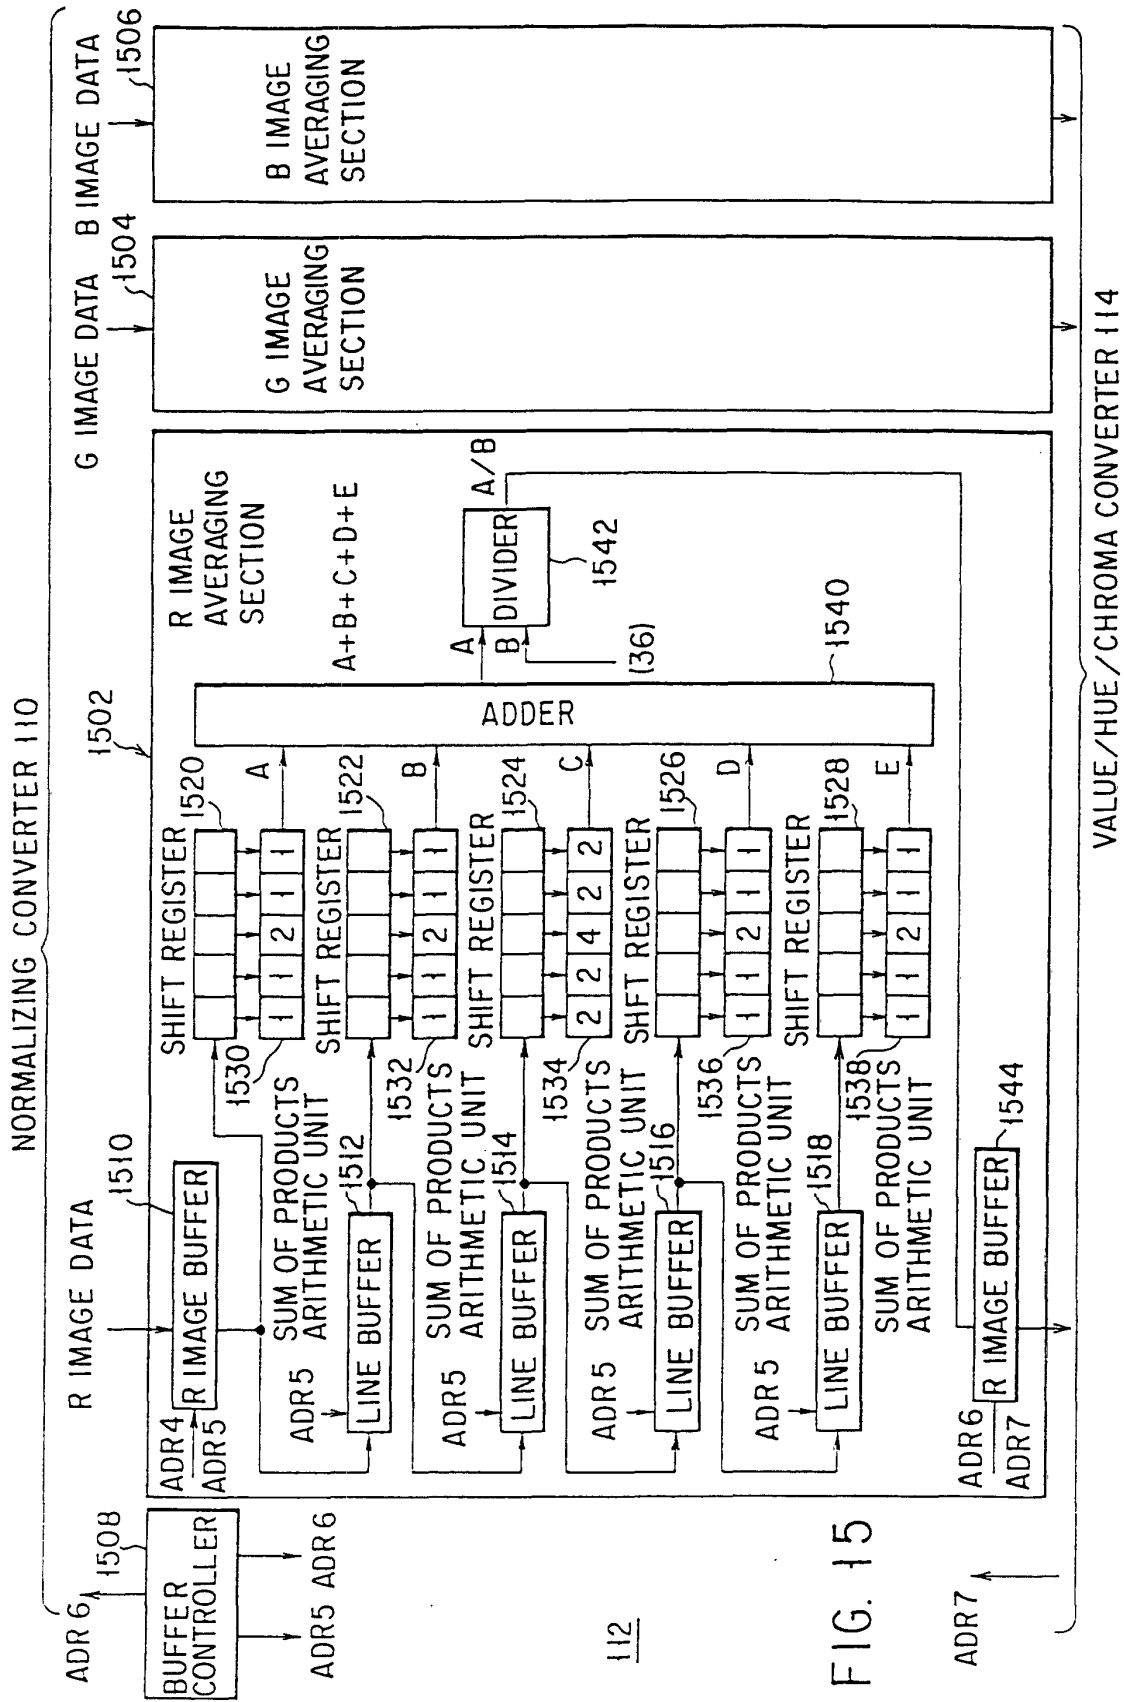 NORMALIZING CONVERTER 110
ADR 6
R IMAGE DATA
G IMAGE DATA
B IMAGE DATA
1508
BUFFER
CONTROLLER
ADR5
ADR6
1502
1504
1506
R IMAGE
AVERAGING
SECTION
G IMAGE
AVERAGING
SECTION
B IMAGE
AVERAGING
SECTION
1510
ADR4
ADR5
R IMAGE BUFFER
SHIFT REGISTER
1520
1530
1 1 2 1 1
A
SUM OF PRODUCTS
ARITHMETIC UNIT
ADR5
1512
LINE BUFFER
SHIFT REGISTER
1522
1532
1 1 2 1 1
B
SUM OF PRODUCTS
ARITHMETIC UNIT
ADR5
1514
LINE BUFFER
SHIFT REGISTER
1524
1534
2 2 4 2 2
C
SUM OF PRODUCTS
ARITHMETIC UNIT
ADR5
1516
LINE BUFFER
SHFT REGISTER
1526
1536
1 1 2 1 1
D
SUM OF PRODUCTS
ARITHMETIC UNIT
ADR5
1518
LINE BUFFER
SHIFT REGISTER
1528
1538
1 1 2 1 1
E
SUM OF PRODUCTS
ARITHMETIC UNIT
ADDER
1540
A+B+C+D+E
A
B
(36)
DIVIDER
A/B
1542
ADR6
ADR7
R IMAGE BUFFER
1544
112
FIG. 15
ADR7
VALUE/HUE/CHROMA CONVERTER 114